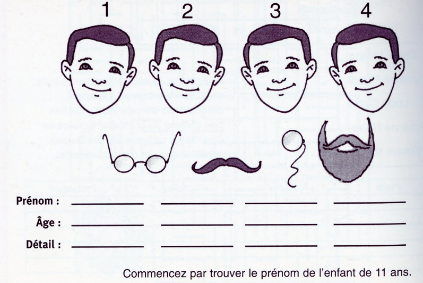 1 2 3 4
Prénom :
Âge :
Détail :
Commencez par trouver le prénom de l'enfant de 11 ans.